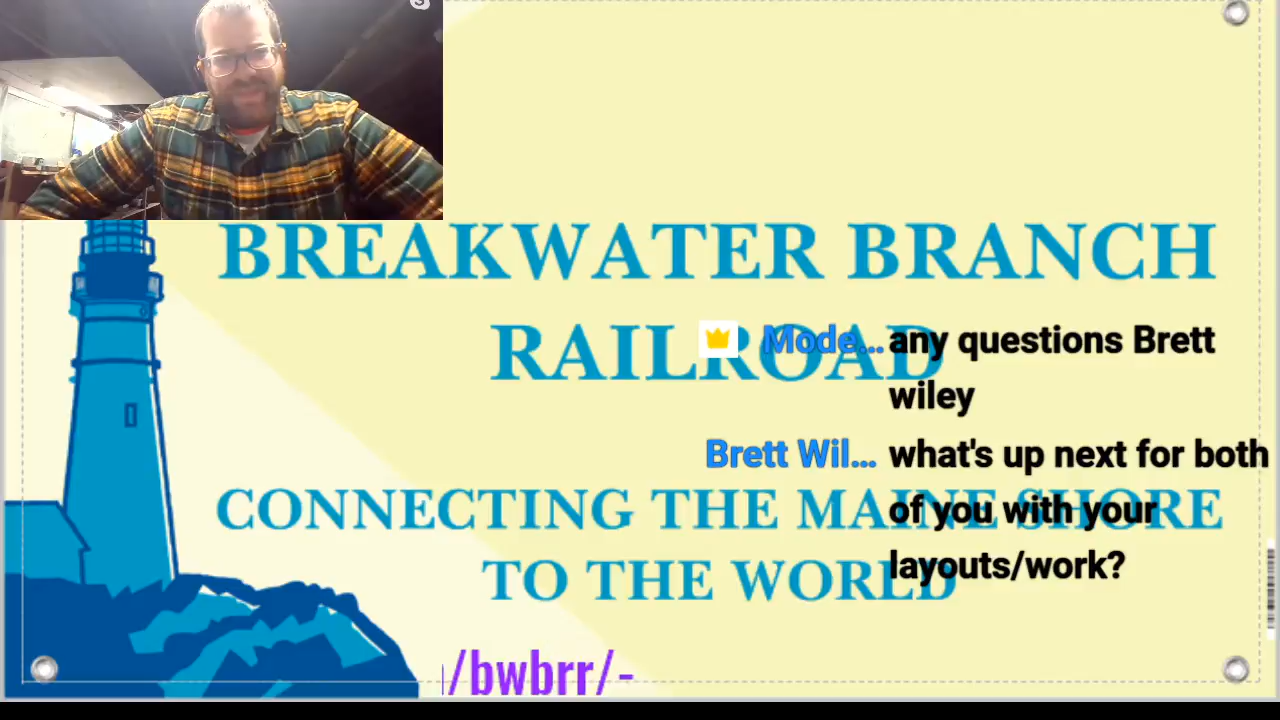 BREAKWATER BRANCH
RAILROAD
Mode... any questions Brett
wiley
Brett Wil... what's up next for both
of you with your
layouts/work?
CONNECTING THE MAINE SHORE
TO THE WORLD
/bwbrr/-